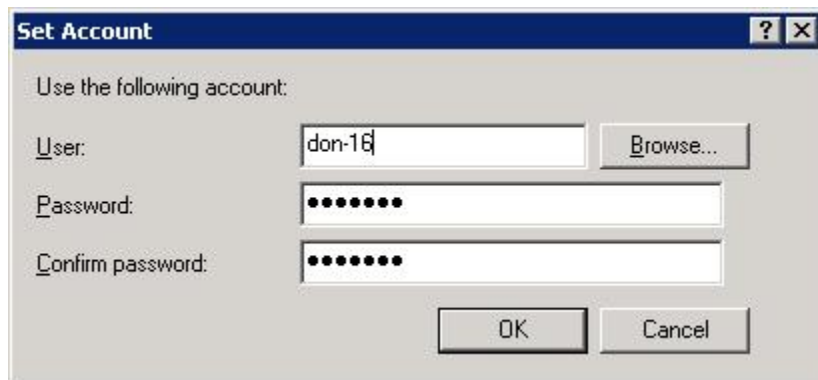 Set Account
Use the following account:
User: don-16 Browse...
Password: •••••••
Confirm password: •••••••
OK Cancel